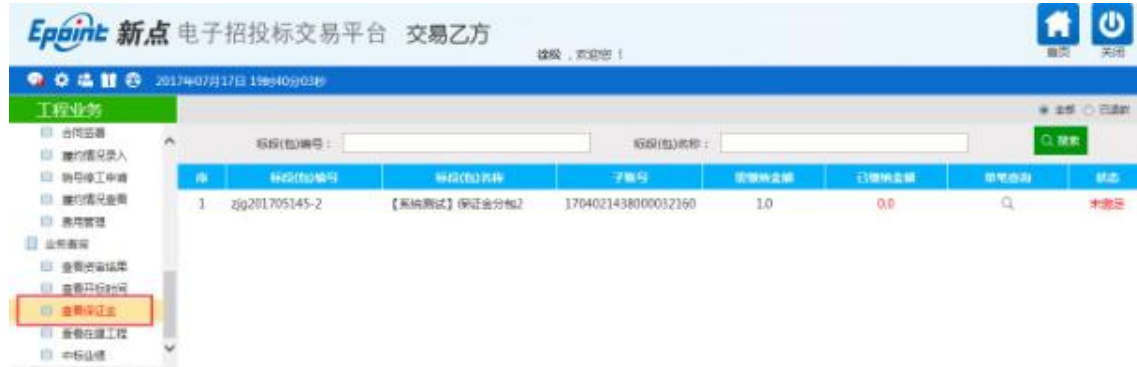 Epoint 新点 电子招投标交易平台 交易乙方
徐悦，欢迎您！
首页
关闭
2017年07月17日 19时40分03秒
工程业务
全部 已退款
合同签署
履约情况录入
标段(包)编号：
标段(包)名称：
搜索
履约情况查看
费用管理
业务查询
查看资审结果
查看开标时间
查看保证金
查看在建工程
中标业绩
序 标段(包)编号 标段(包)名称 子账号 需缴纳金额 已缴纳金额 单笔查询 状态
1 zjg201705145-2 【系统测试】保证金分包2 1704021438000032160 1.0 0.0 未缴足